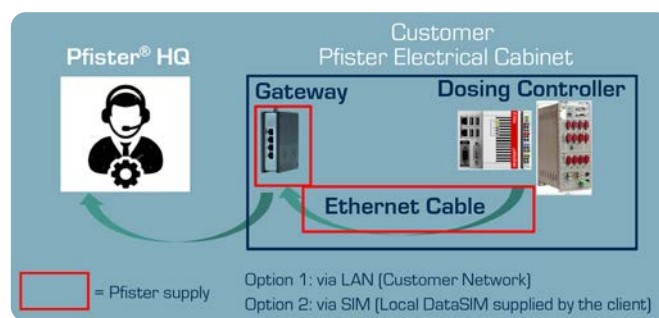 Customer
Pfister® HQ
Pfister Electrical Cabinet
Gateway
Dosing Controller
Ethernet Cable
= Pfister supply
Option 1: via LAN (Customer Network)
Option 2: via SIM (Local DataSIM supplied by the client)